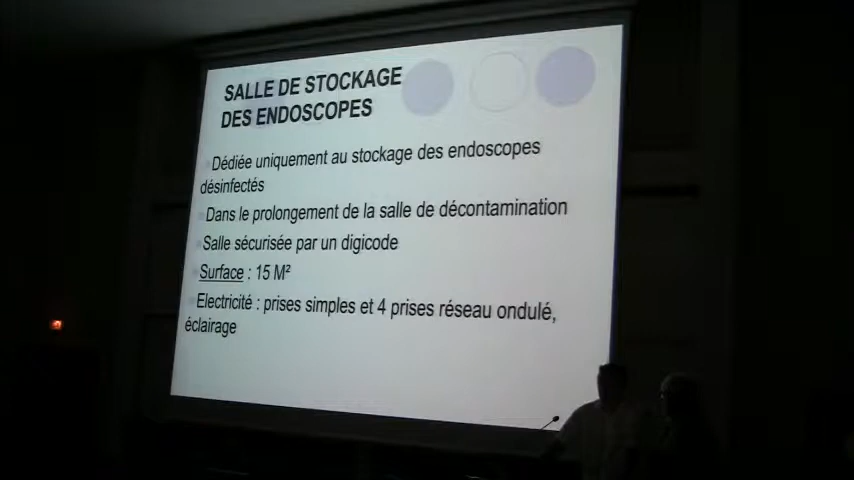 SALLE DE STOCKAGE
DES ENDOSCOPES
Dédiée uniquement au stockage des endoscopes
désinfectés
Dans le prolongement de la salle de décontamination
Salle sécurisée par un digicode
Surface : 15 M²
Electricité : prises simples et 4 prises réseau ondulé,
éclairage